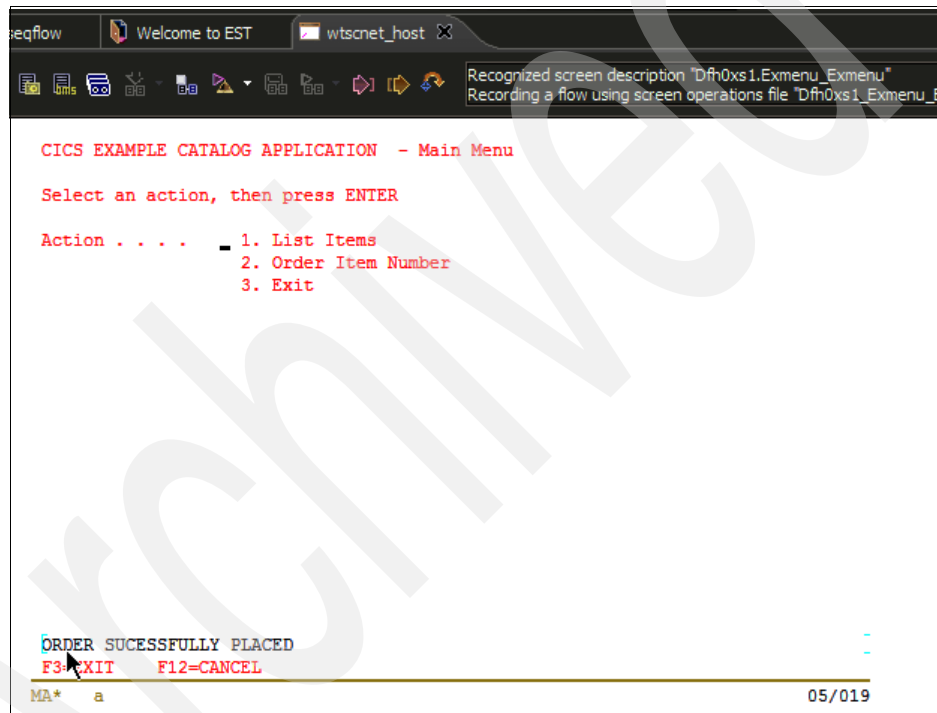 seqflow Welcome to EST wtscnet_host
Recognized screen description "Dfh0xs1.Exmenu_Exmenu"
Recording a flow using screen operations file "Dfh0xs1_Exmenu_E
CICS EXAMPLE CATALOG APPLICATION - Main Menu
Select an action, then press ENTER
Action . . . . 1. List Items
2. Order Item Number
3. Exit
ORDER SUCESSFULLY PLACED
F3=EXIT F12=CANCEL
MA* a 05/019
Archived